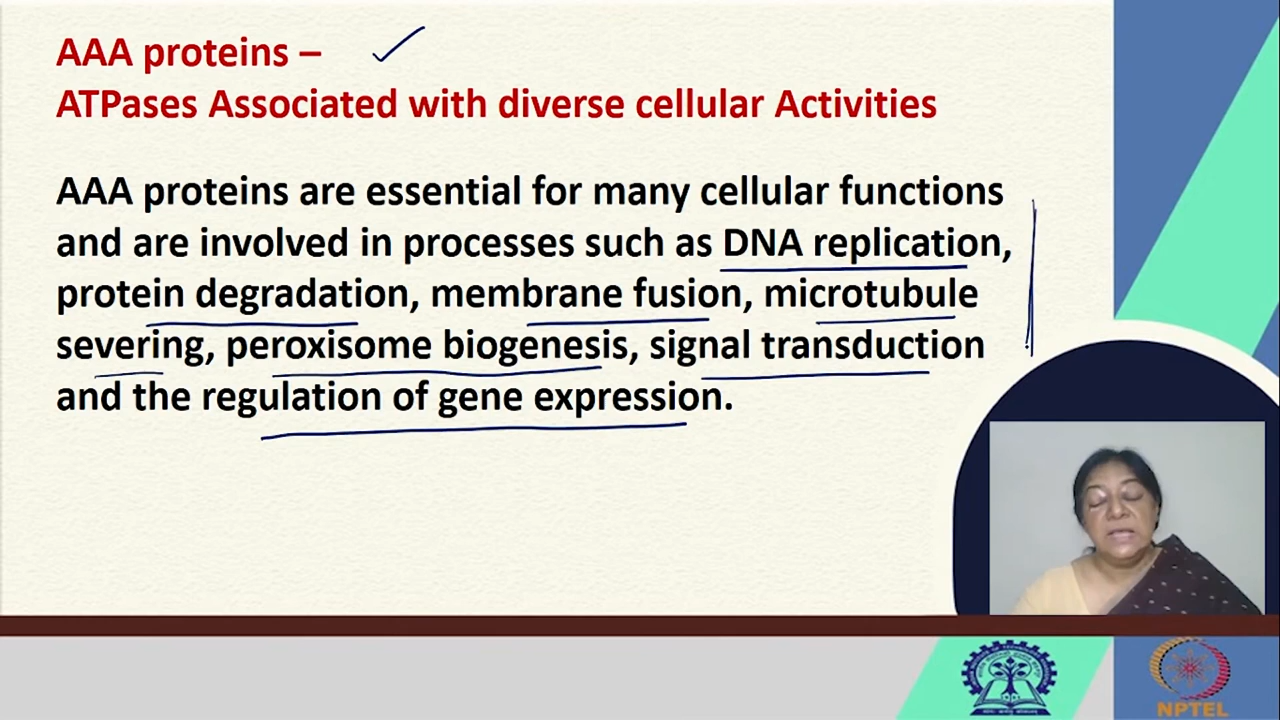 AAA proteins –
ATPases Associated with diverse cellular Activities
AAA proteins are essential for many cellular functions
and are involved in processes such as DNA replication,
protein degradation, membrane fusion, microtubule
severing, peroxisome biogenesis, signal transduction
and the regulation of gene expression.
NPTEL